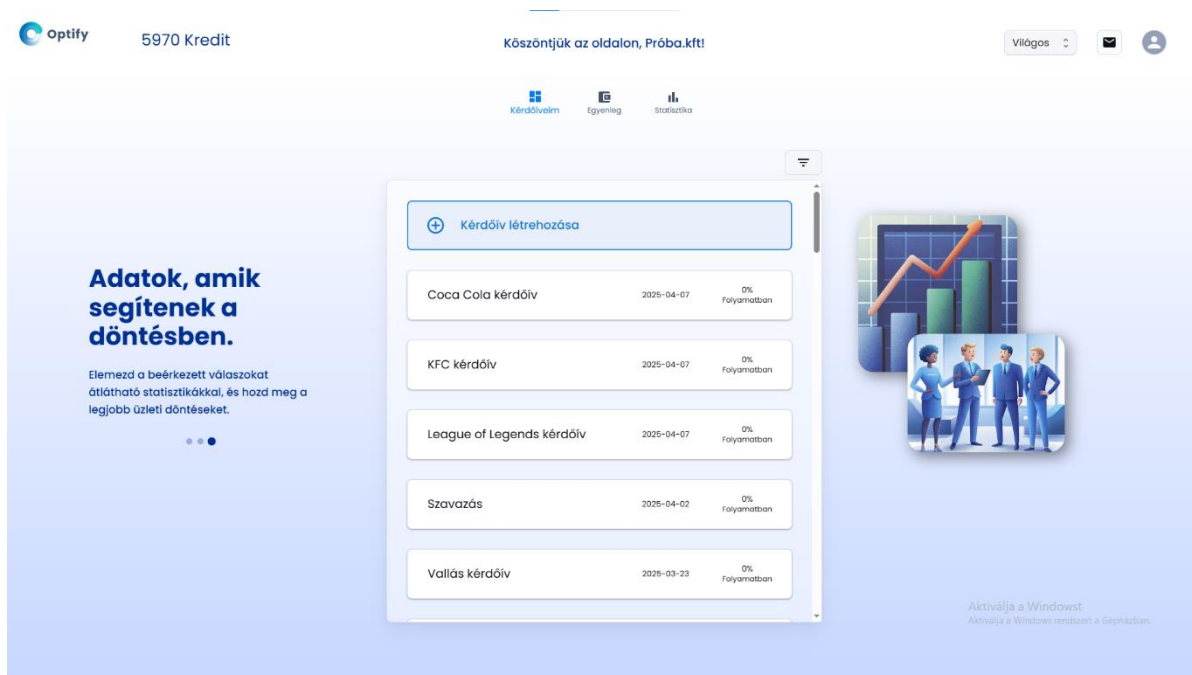 Optify
5970 Kredit
Köszöntjük az oldalon, Próba.kft!
Világos
Kérdőíveim
Egyenleg
Statisztika
Adatok, amik
segítenek a
döntésben.
Elemezd a beérkezett válaszokat
átlátható statisztikákkal, és hozd meg a
legjobb üzleti döntéseket.
Kérdőív létrehozása
Coca Cola kérdőív 2025-04-07 0%
Folyamatban
KFC kérdőív 2025-04-07 0%
Folyamatban
League of Legends kérdőív 2025-04-07 0%
Folyamatban
Szavazás 2025-04-02 0%
Folyamatban
Vallás kérdőív 2025-03-23 0%
Folyamatban
Aktiválja a Windowst
Aktiválja a Windows rendszert a Gépházban.